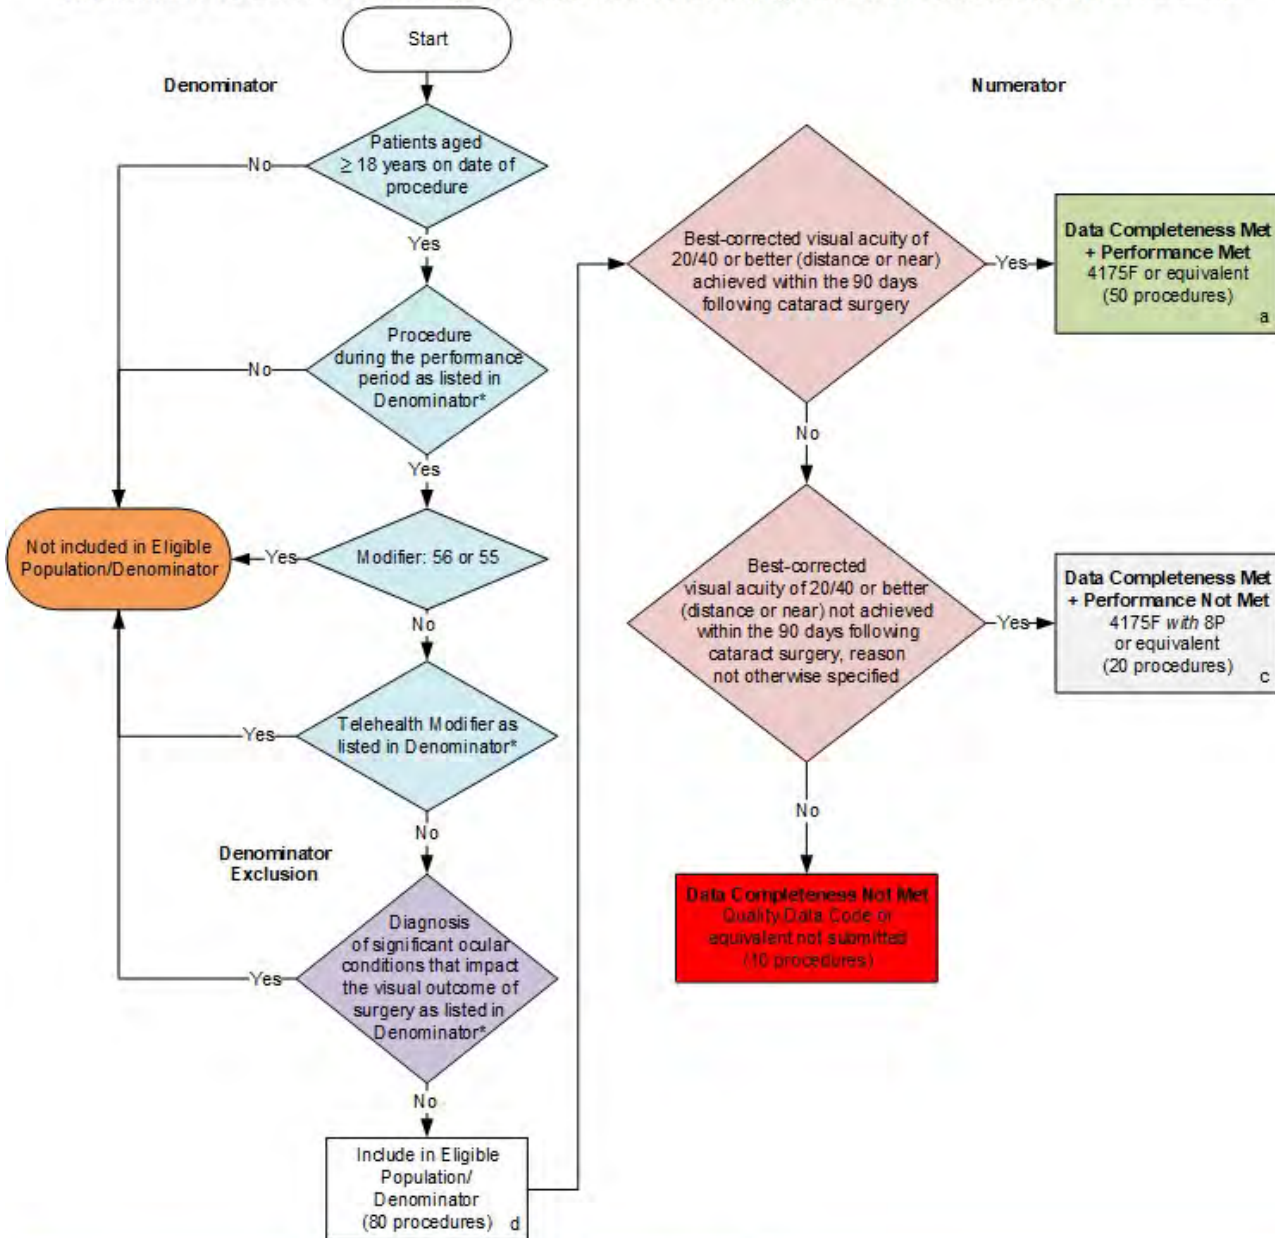 Start
Denominator
Patients aged
≥ 18 years on date of
procedure
No
Yes
Procedure
during the performance
period as listed in
Denominator*
No
Yes
Modifier: 56 or 55
Yes
Not included in Eligible
Population/Denominator
No
Telehealth Modifier as
listed in Denominator*
Yes
No
Denominator
Exclusion
Diagnosis
of significant ocular
conditions that impact
the visual outcome of
surgery as listed in
Denominator*
Yes
No
Include in Eligible
Population/
Denominator
(80 procedures) d
Numerator
Best-corrected visual acuity of
20/40 or better (distance or near)
achieved within the 90 days
following cataract surgery
Yes
Data Completeness Met
+ Performance Met
4175F or equivalent
(50 procedures)
a
No
Best-corrected
visual acuity of 20/40 or better
(distance or near) not achieved
within the 90 days following
cataract surgery, reason
not otherwise specified
Yes
Data Completeness Met
+ Performance Not Met
4175F with 8P
or equivalent
(20 procedures)
c
No
Data Completeness Not Met
Quality Data Code or
equivalent not submitted
(10 procedures)